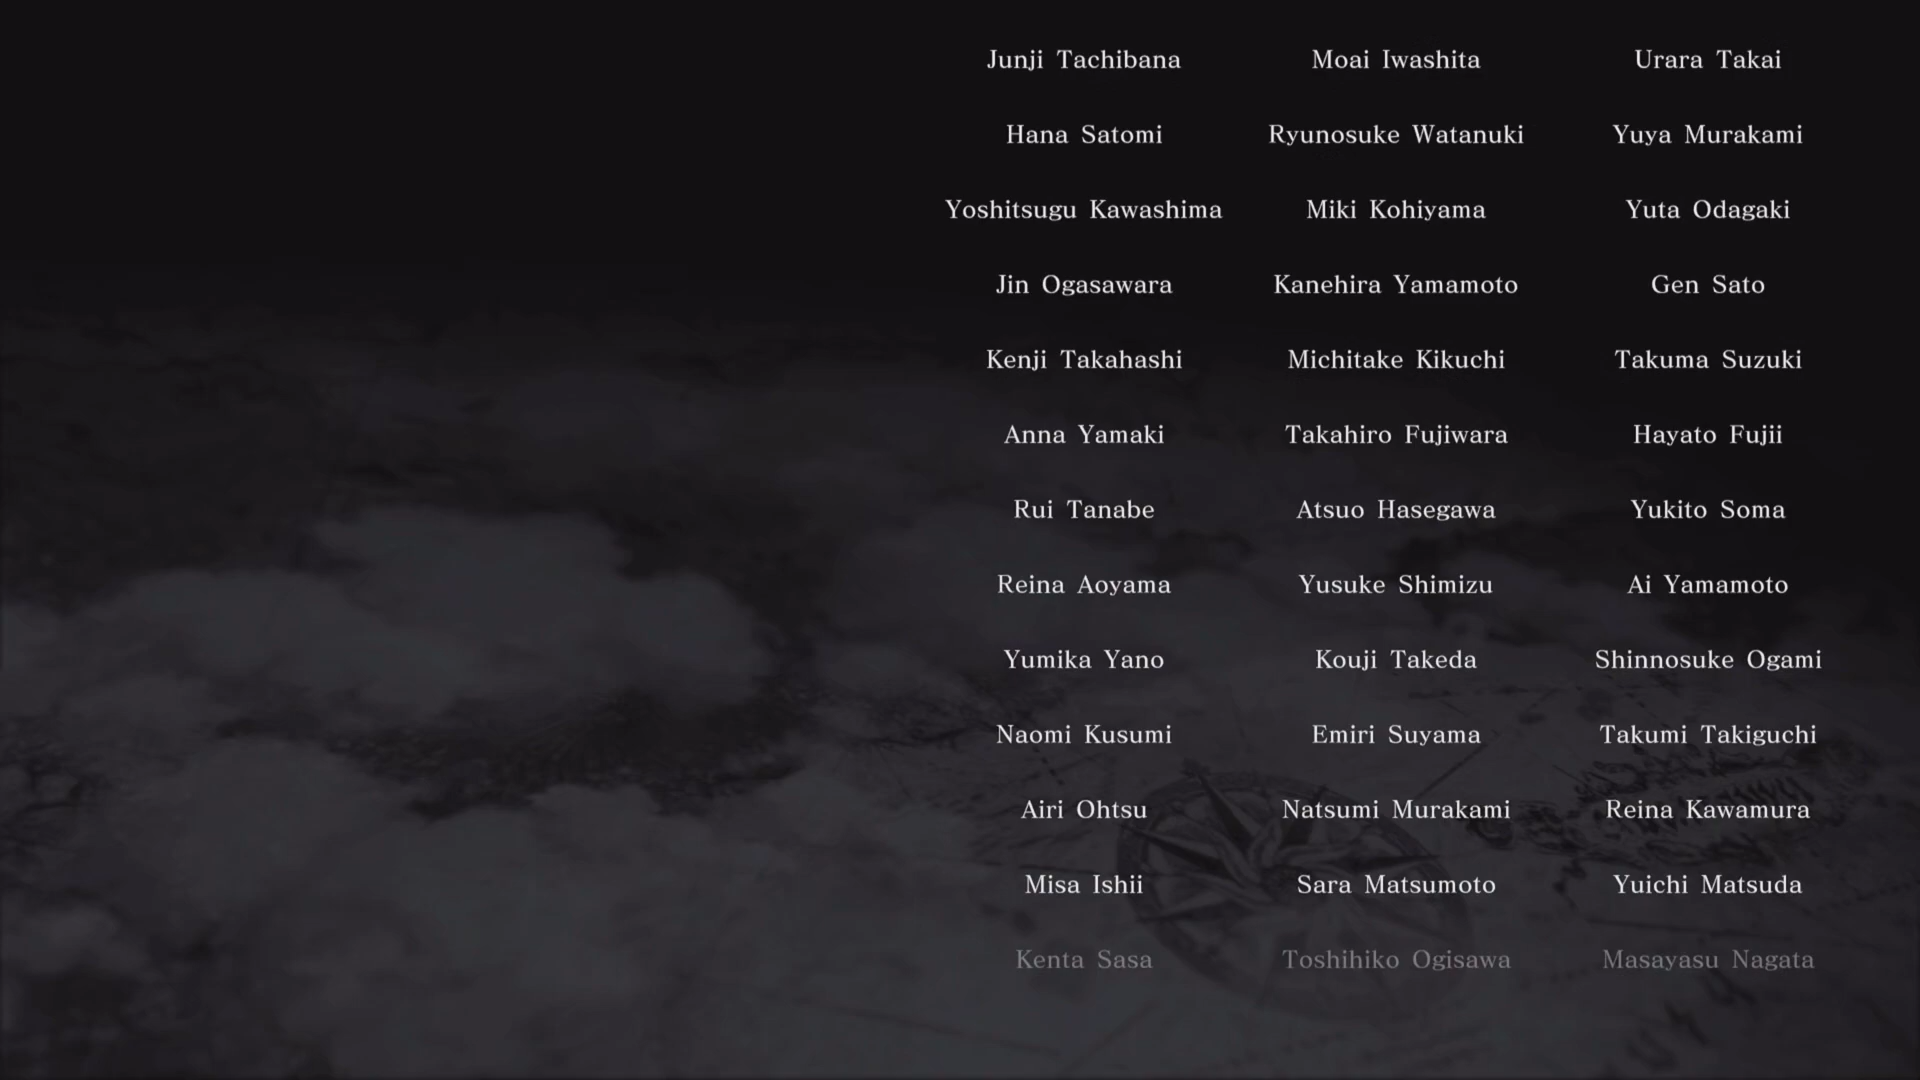 Junji Tachibana Moai Iwashita Urara Takai
Hana Satomi Ryunosuke Watanuki Yuya Murakami
Yoshitsugu Kawashima Miki Kohiyama Yuta Odagaki
Jin Ogasawara Kanehira Yamamoto Gen Sato
Kenji Takahashi Michitake Kikuchi Takuma Suzuki
Anna Yamaki Takahiro Fujiwara Hayato Fujii
Rui Tanabe Atsuo Hasegawa Yukito Soma
Reina Aoyama Yusuke Shimizu Ai Yamamoto
Yumika Yano Kouji Takeda Shinnosuke Ogami
Naomi Kusumi Emiri Suyama Takumi Takiguchi
Airi Ohtsu Natsumi Murakami Reina Kawamura
Misa Ishii Sara Matsumoto Yuichi Matsuda
Kenta Sasa Toshihiko Ogisawa Masayasu Nagata